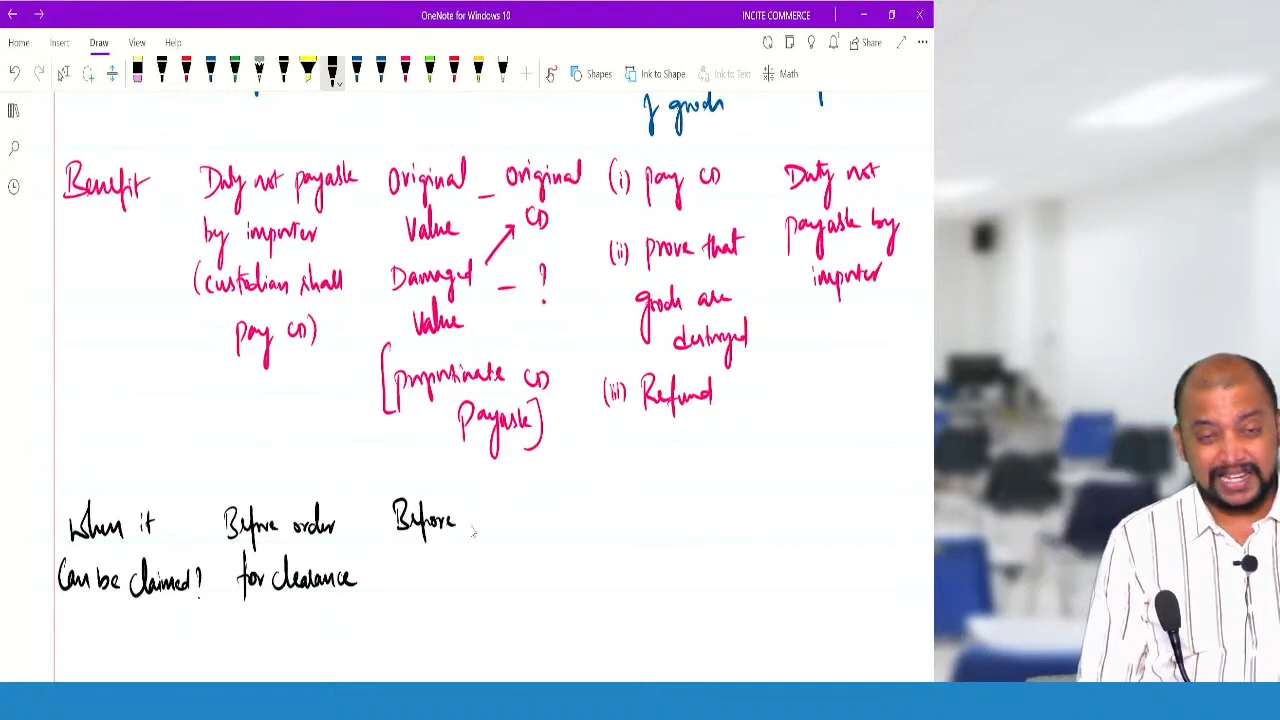 OneNote for Windows 10
INCITE COMMERCE
Home Insert Draw View Help
Share
Shapes Ink to Shape Ink to Text Math
of goods
Benefit
Duty not payable
by importer
(custodian shall
pay CD)
Original _ Original
Value CD
Damaged _ ?
Value
[proportinate CD
Payable]
(i) pay CD
(ii) prove that
goods are
destroyed
(iii) Refund
Duty not
payable by
importer
When it
Can be claimed?
Before order
for clearance
Before